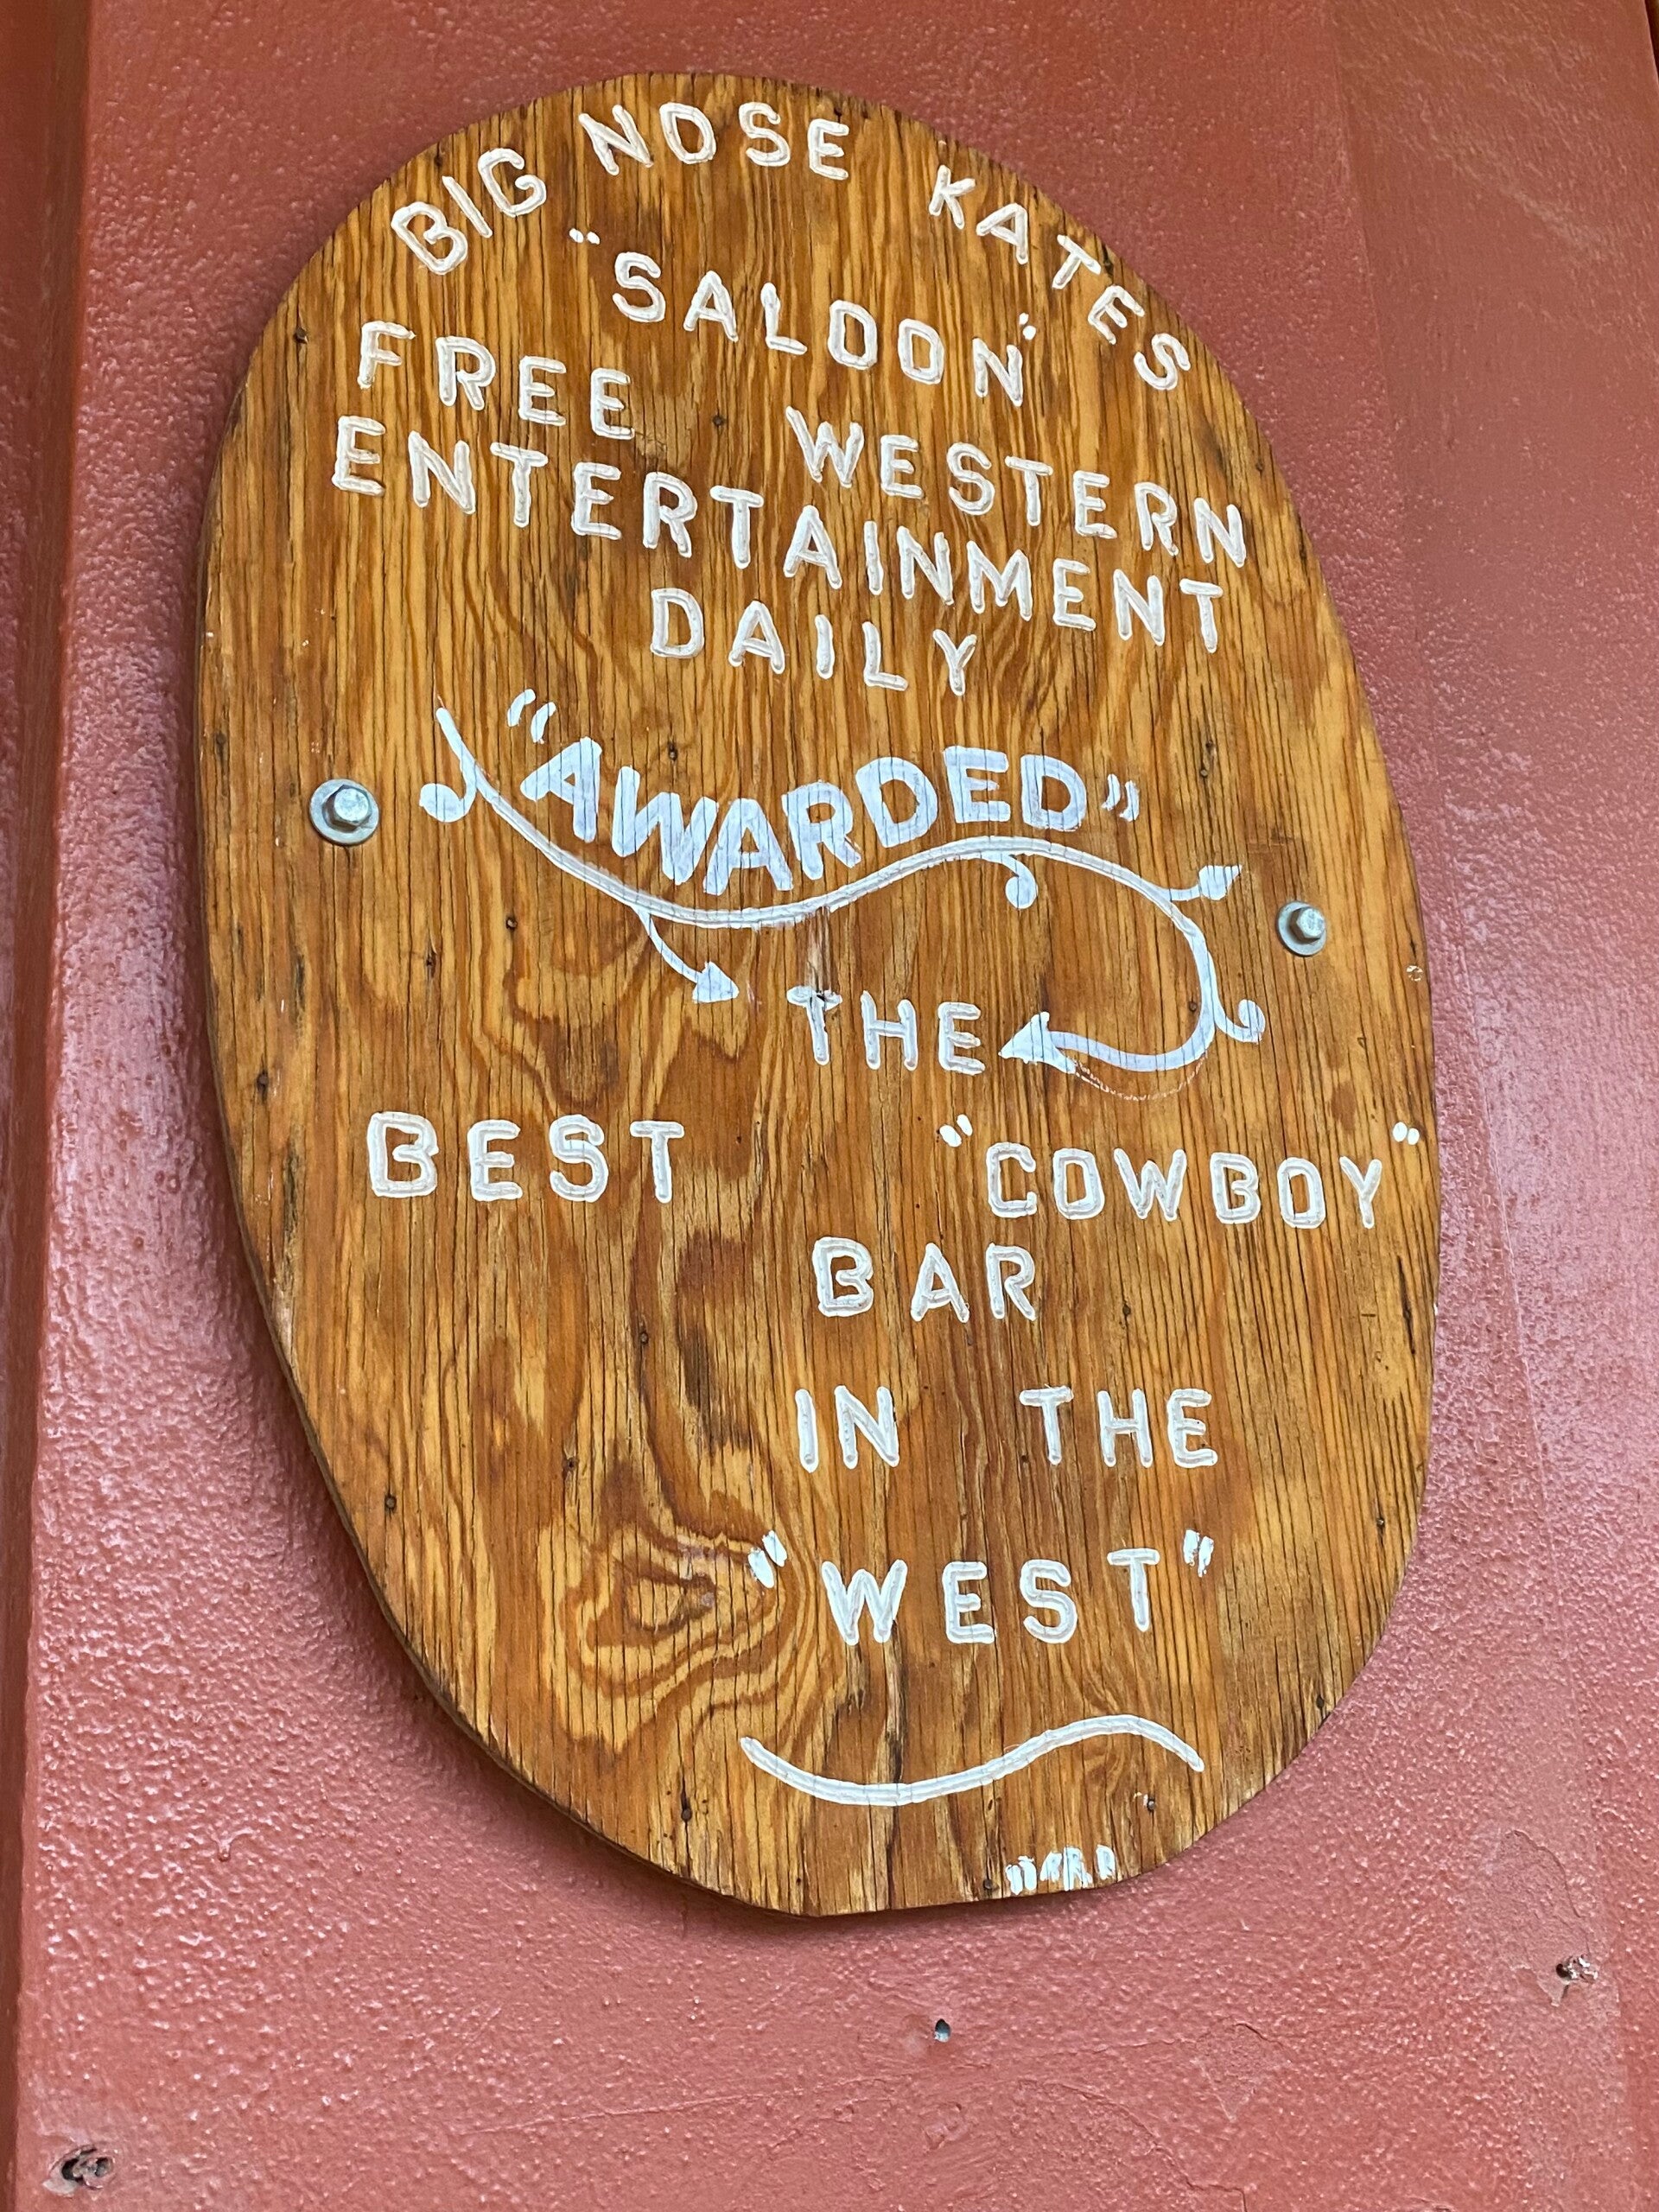 BIG NOSE KATES
"SALOON"
FREE WESTERN
ENTERTAINMENT
DAILY
"AWARDED"
THE
BEST "COWBOY"
BAR
IN THE
"WEST"